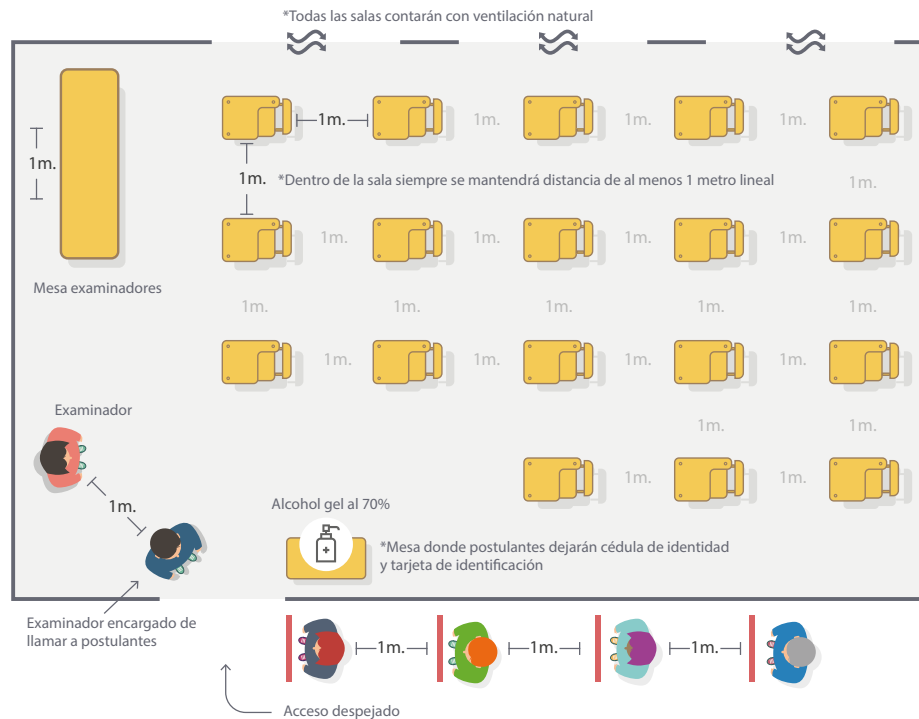 *Todas las salas contarán con ventilación natural
1m. 1m. 1m. 1m.
1m.
1m. *Dentro de la sala siempre se mantendrá distancia de al menos 1 metro lineal 1m.
1m. 1m. 1m. 1m.
Mesa examinadores
1m. 1m. 1m. 1m. 1m.
1m. 1m. 1m. 1m.
Examinador
1m. 1m.
1m. 1m.
1m.
Alcohol gel al 70%
*Mesa donde postulantes dejarán cédula de identidad
y tarjeta de identificación
Examinador encargado de
llamar a postulantes
1m. 1m. 1m.
Acceso despejado